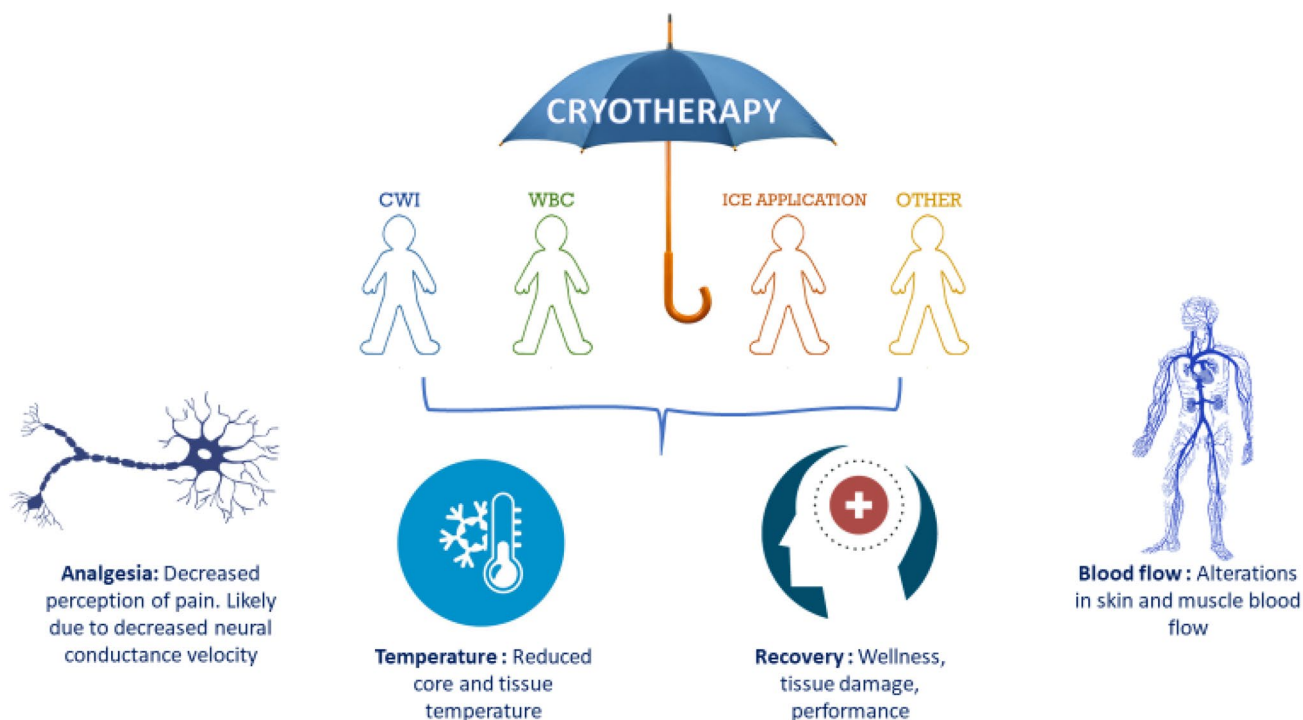 CRYOTHERAPY
CWI
WBC
ICE APPLICATION
OTHER
Analgesia: Decreased
perception of pain. Likely
due to decreased neural
conductance velocity
Temperature : Reduced
core and tissue
temperature
Recovery : Wellness,
tissue damage,
performance
Blood flow : Alterations
in skin and muscle blood
flow